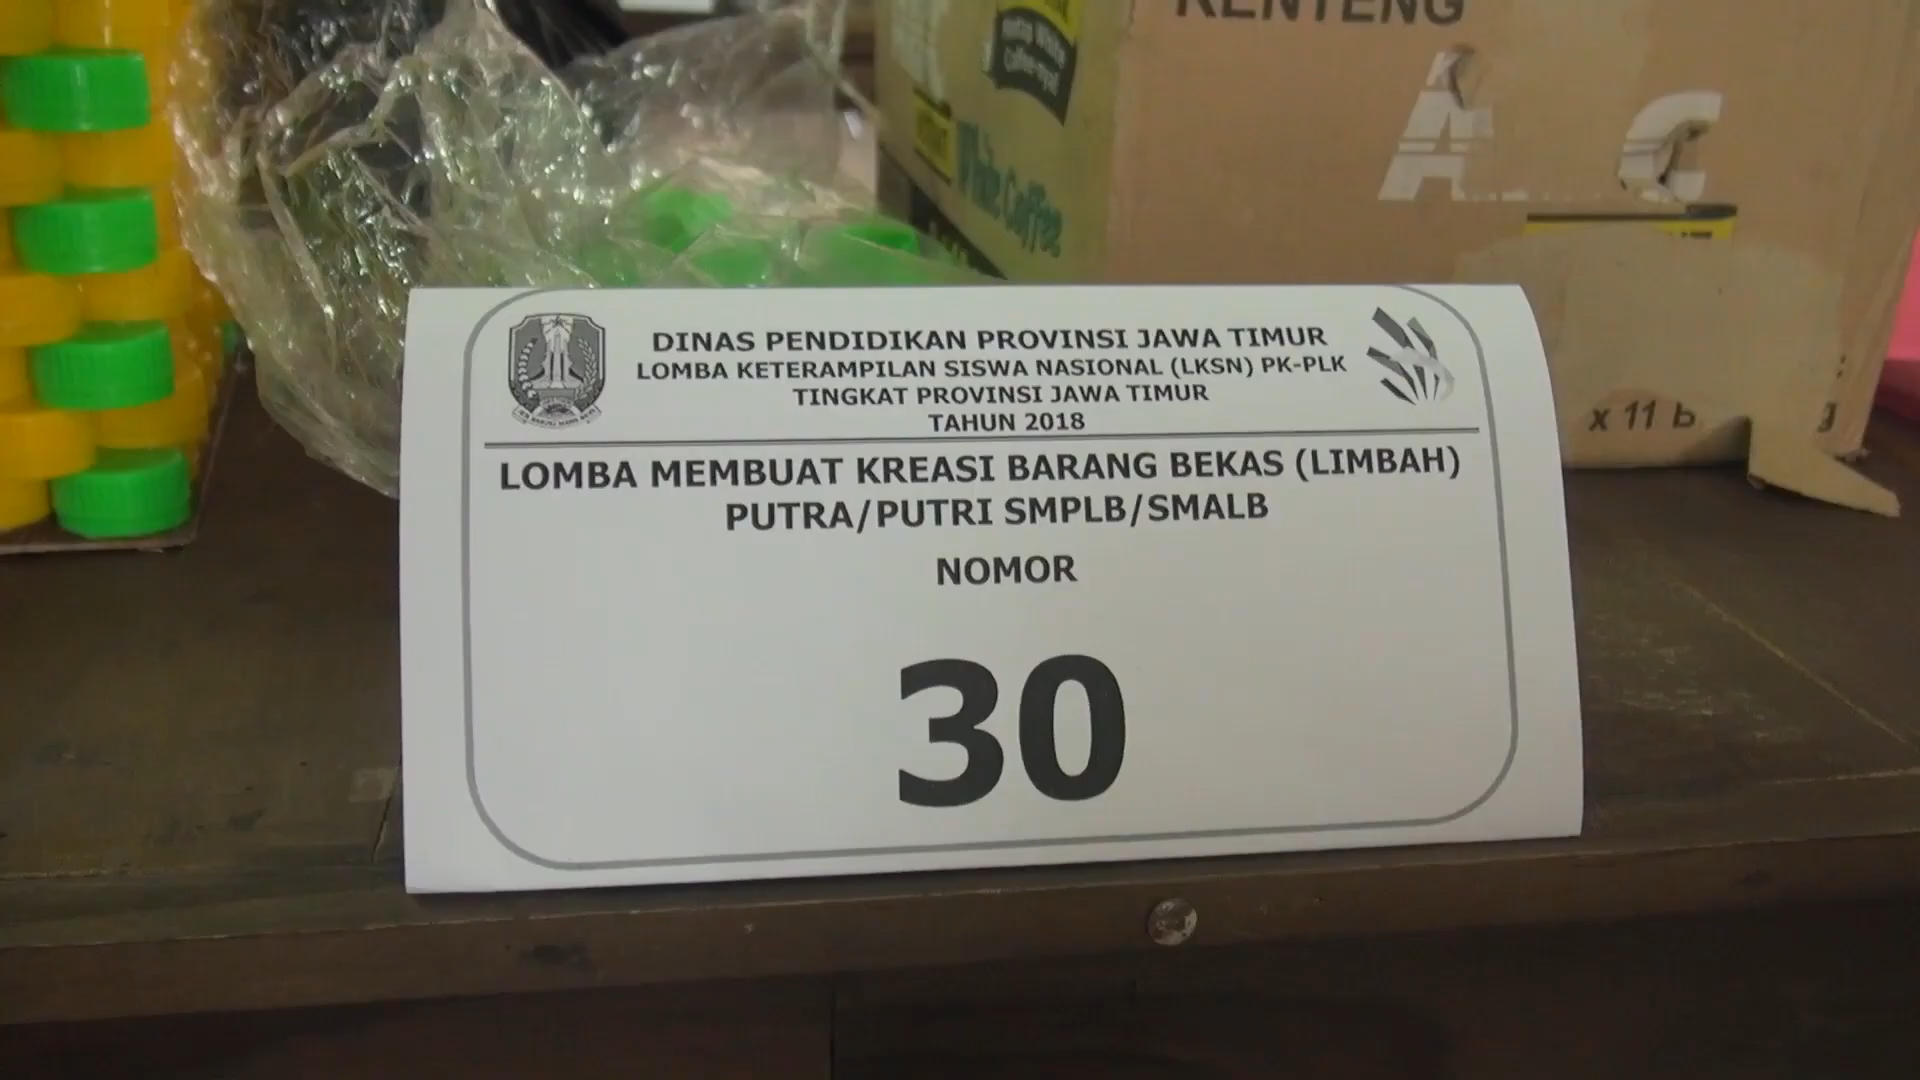 RENTENG
White Coffee
A C
x 11 b
DINAS PENDIDIKAN PROVINSI JAWA TIMUR
LOMBA KETERAMPILAN SISWA NASIONAL (LKSN) PK-PLK
TINGKAT PROVINSI JAWA TIMUR
TAHUN 2018
LOMBA MEMBUAT KREASI BARANG BEKAS (LIMBAH)
PUTRA/PUTRI SMPLB/SMALB
NOMOR
30